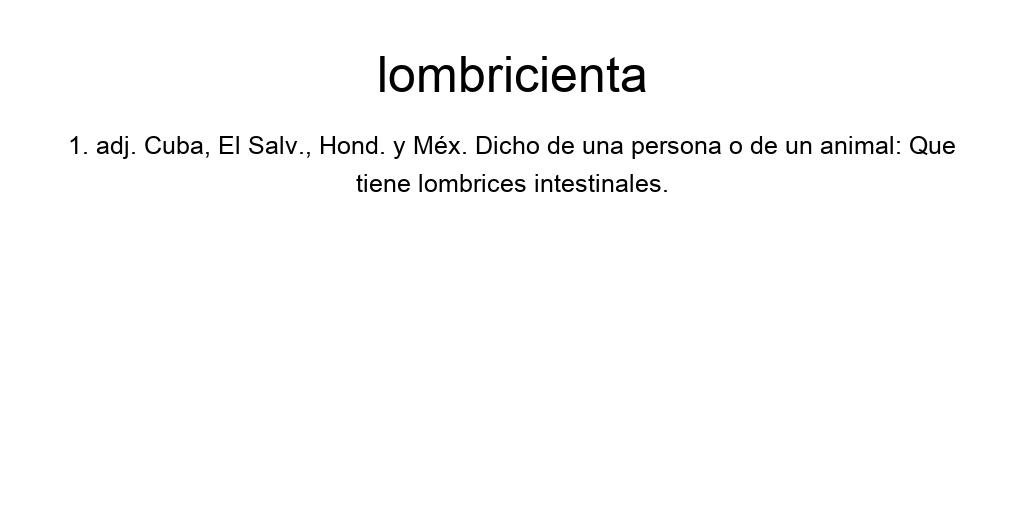 lombricienta
1. adj. Cuba, El Salv., Hond. y Méx. Dicho de una persona o de un animal: Que
tiene lombrices intestinales.